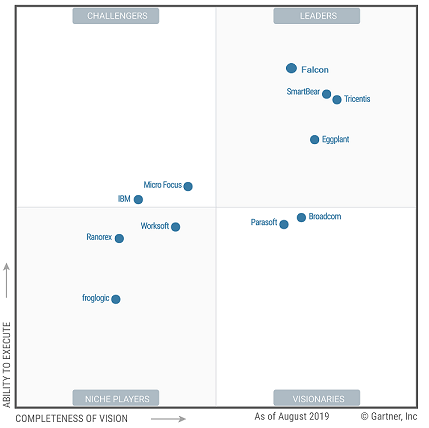 CHALLENGERS
LEADERS
Falcon
SmartBear
Tricentis
Eggplant
Micro Focus
IBM
Worksoft
Ranorex
Parasoft
Broadcom
froglogic
NICHE PLAYERS
VISIONARIES
ABILITY TO EXECUTE
COMPLETENESS OF VISION
As of August 2019
© Gartner, Inc